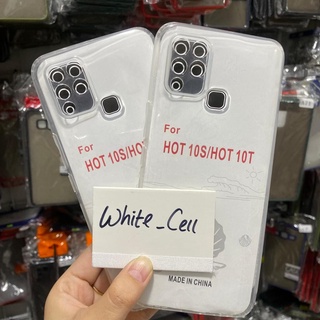 For
HOT 10S/HOT
For
HOT 10S/HOT 10T
White_Cell
MADE IN CHINA